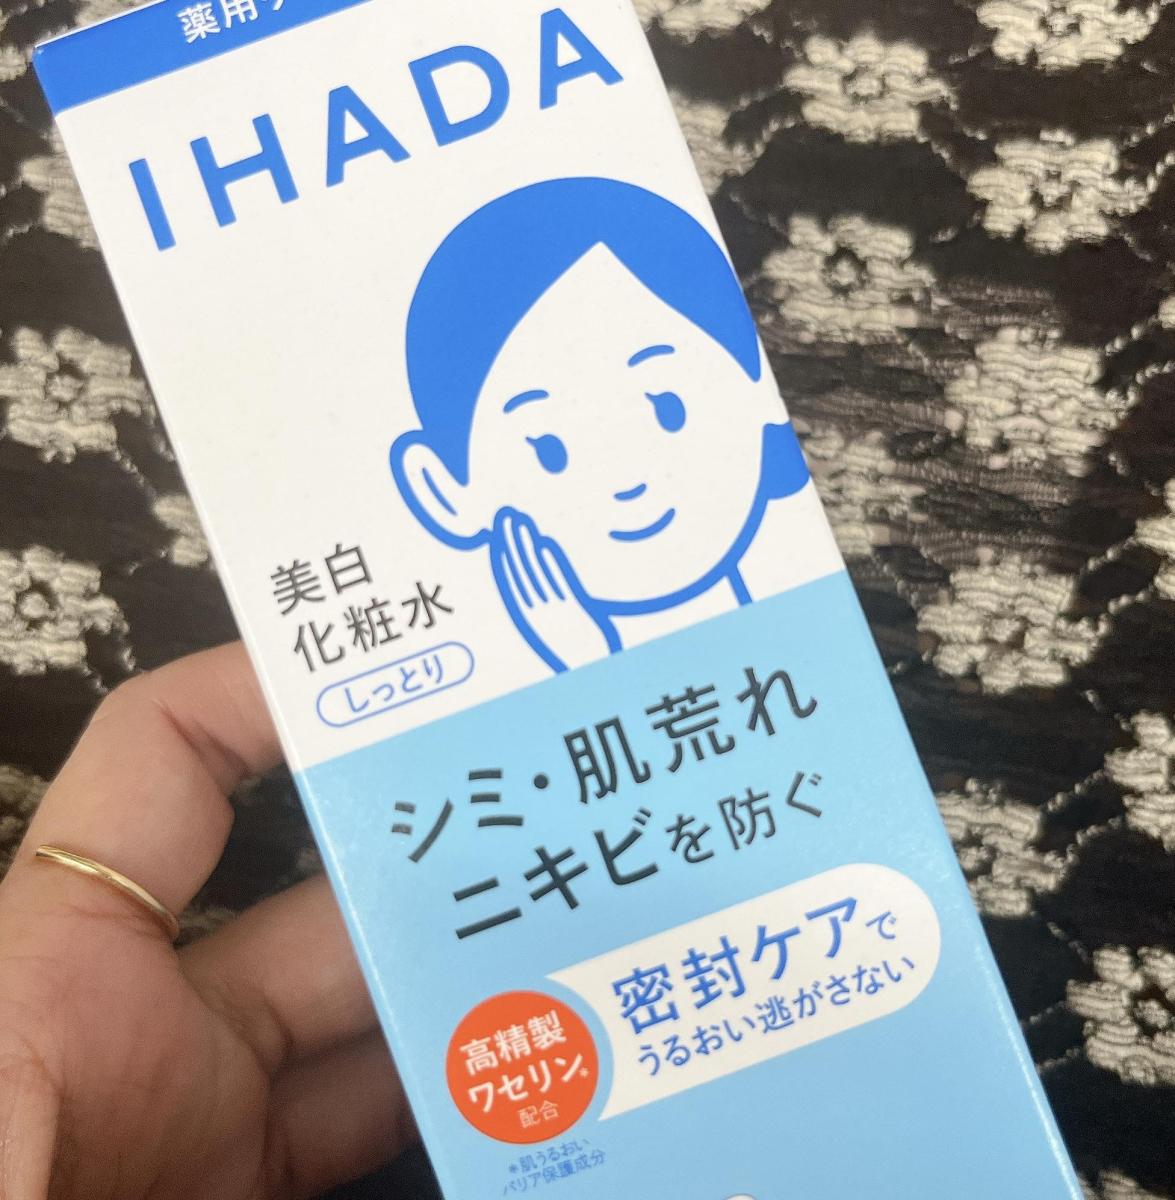 薬用
IHADA
美白
化粧水
しっとり
シミ・肌荒れ
ニキビを防ぐ
密封ケアで
うるおい逃がさない
高精製
ワセリン*
配合
*肌うるおい
バリア保護成分